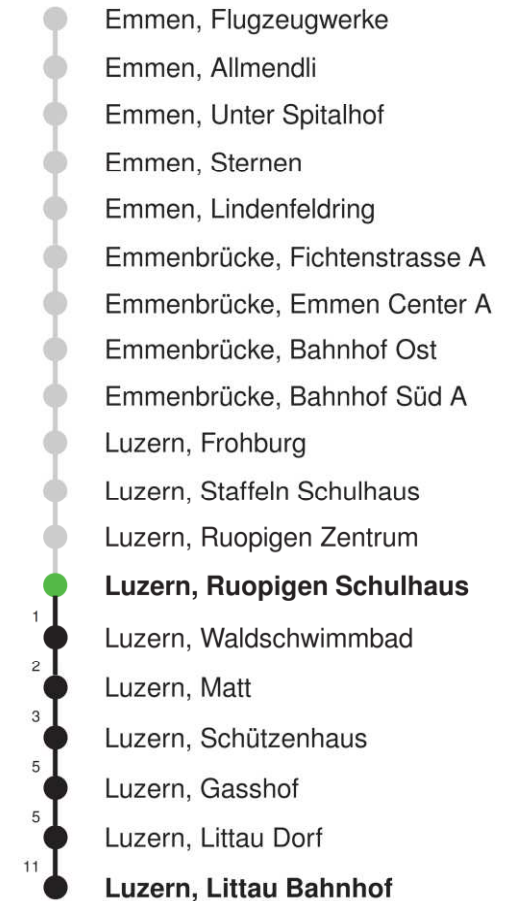 Emmen, Flugzeugwerke
Emmen, Allmendli
Emmen, Unter Spitalhof
Emmen, Sternen
Emmen, Lindenfeldring
Emmenbrücke, Fichtenstrasse A
Emmenbrücke, Emmen Center A
Emmenbrücke, Bahnhof Ost
Emmenbrücke, Bahnhof Süd A
Luzern, Frohburg
Luzern, Staffeln Schulhaus
Luzern, Ruopigen Zentrum
Luzern, Ruopigen Schulhaus
1 Luzern, Waldschwimmbad
2 Luzern, Matt
3 Luzern, Schützenhaus
5 Luzern, Gasshof
5 Luzern, Littau Dorf
11 Luzern, Littau Bahnhof